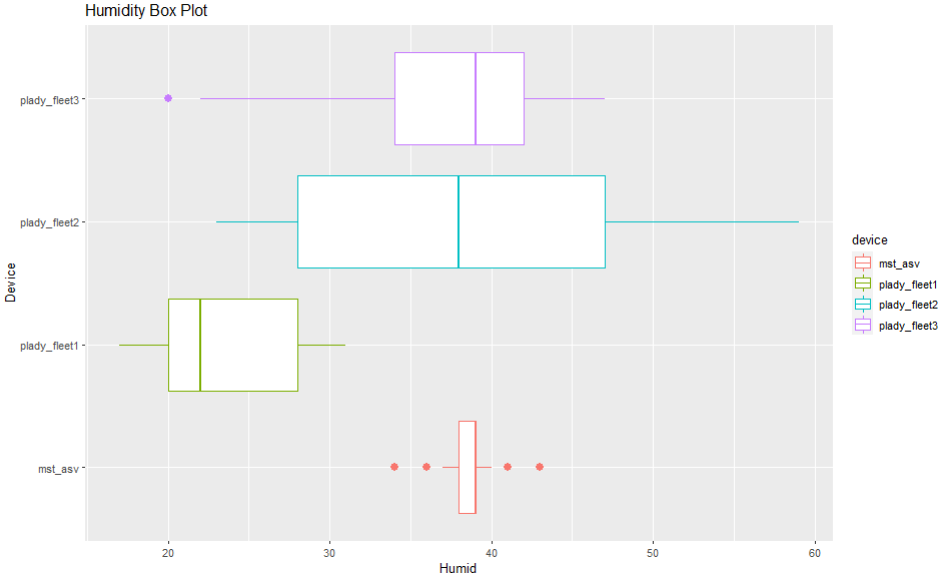 Humidity Box Plot
plady_fleet3
plady_fleet2
plady_fleet1
mst_asv
Device
20 30 40 50 60
Humid
device
mst_asv
plady_fleet1
plady_fleet2
plady_fleet3